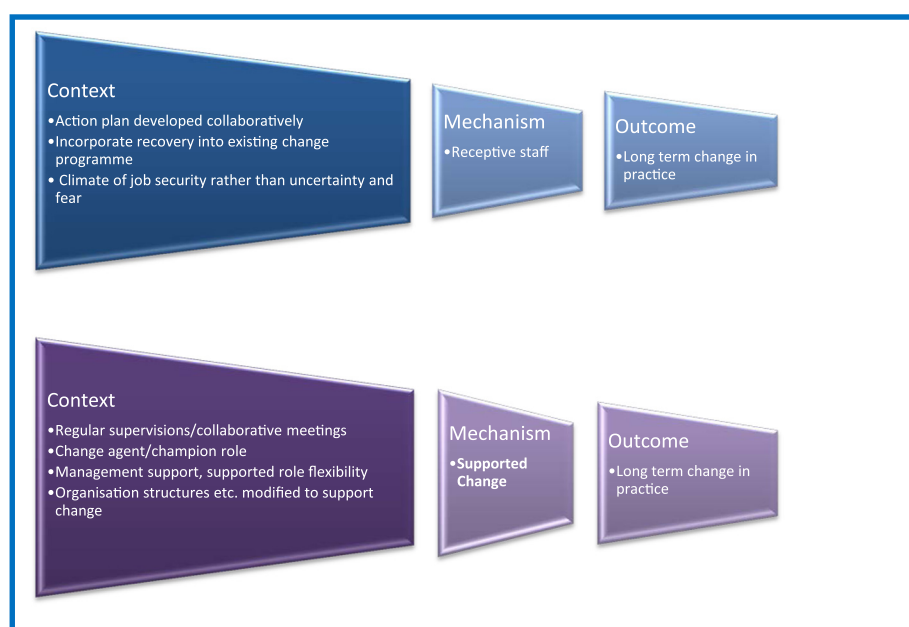 Context
•Action plan developed collaboratively
•Incorporate recovery into existing change
programme
• Climate of job security rather than uncertainty and
fear
Mechanism
•Receptive staff
Outcome
•Long term change in
practice
Context
•Regular supervisions/collaborative meetings
•Change agent/champion role
•Management support, supported role flexibility
•Organisation structures etc. modified to support
change
Mechanism
•Supported
Change
Outcome
•Long term change in
practice